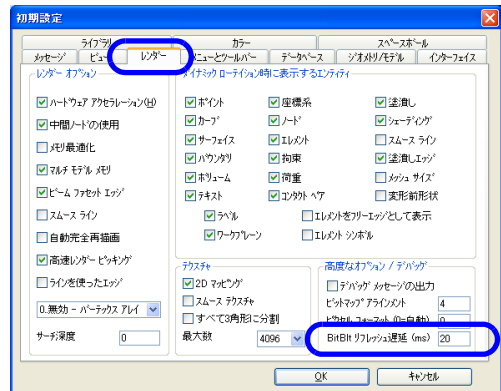 初期設定
ライブラリ カラー スペースボール
メッセージ ビュー レンダー メニューとツールバー データベース ジオメトリ/モデル インターフェイス
レンダー オプション
ハードウェア アクセラレーション(H)
中間ノードの使用
メモリ最適化
マルチ モデル メモリ
ビーム ファセット エッジ
スムース ライン
自動完全再描画
高速レンダー ピッキング
ラインを使ったエッジ
0.無効 - バーテックス アレイ
サーチ深度 0
ダイナミック ローテイション時に表示するエンティティ
ポイント 座標系 塗潰し
カーブ ノード シェーディング
サーフェイス エレメント スムース ライン
バウンダリ 拘束 塗潰しエッジ
ボリューム 荷重 メッシュ サイズ
テキスト コンタクト ペア 変形前形状
ラベル エレメントをフリーエッジとして表示
ワークプレーン エレメント シンボル
テクスチャ
2D マッピング
スムース テクスチャ
すべて3角形に分割
最大数 4096
高度なオプション / デバッグ
デバッグ メッセージの出力
ビットマップ アラインメント 4
ピクセル フォーマット (0=自動) 0
BitBlt リフレッシュ遅延 (ms) 20
OK キャンセル